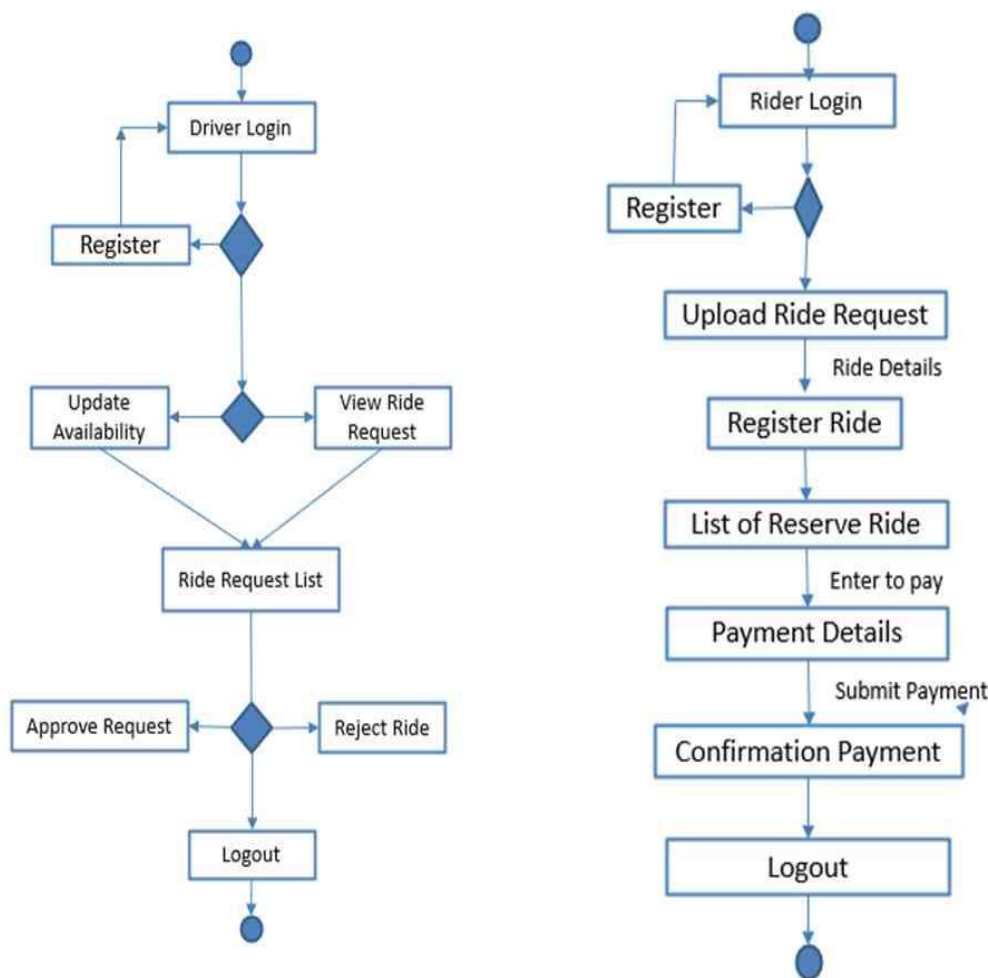 Driver Login
Register
Update
Availability
View Ride
Request
Ride Request List
Approve Request
Reject Ride
Logout
Rider Login
Register
Upload Ride Request
Ride Details
Register Ride
List of Reserve Ride
Enter to pay
Payment Details
Submit Payment
Confirmation Payment
Logout